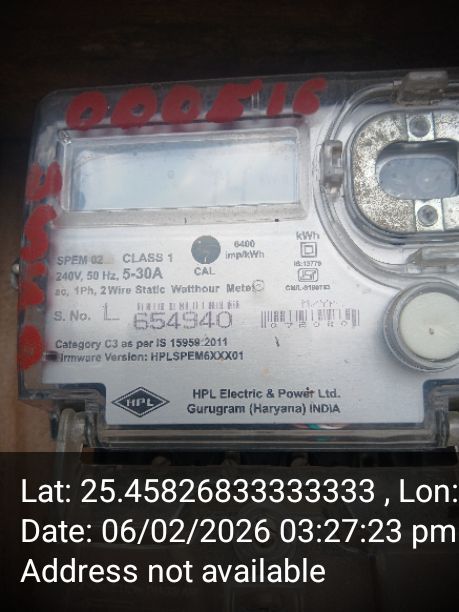 SPEM 02 CLASS 1
6400
imp/kWh
kWh
240V, 50 Hz, 5-30A
CAL
IS:13779
ac, 1Ph, 2Wire Static Watthour Meter
S. No. L 654940
Category C3 as per IS 15959:2011
Firmware Version: HPLSPEM6XXX01
HPL
HPL Electric & Power Ltd.
Gurugram (Haryana) INDIA
Lat: 25.45826833333333 , Lon:
Date: 06/02/2026 03:27:23 pm
Address not available